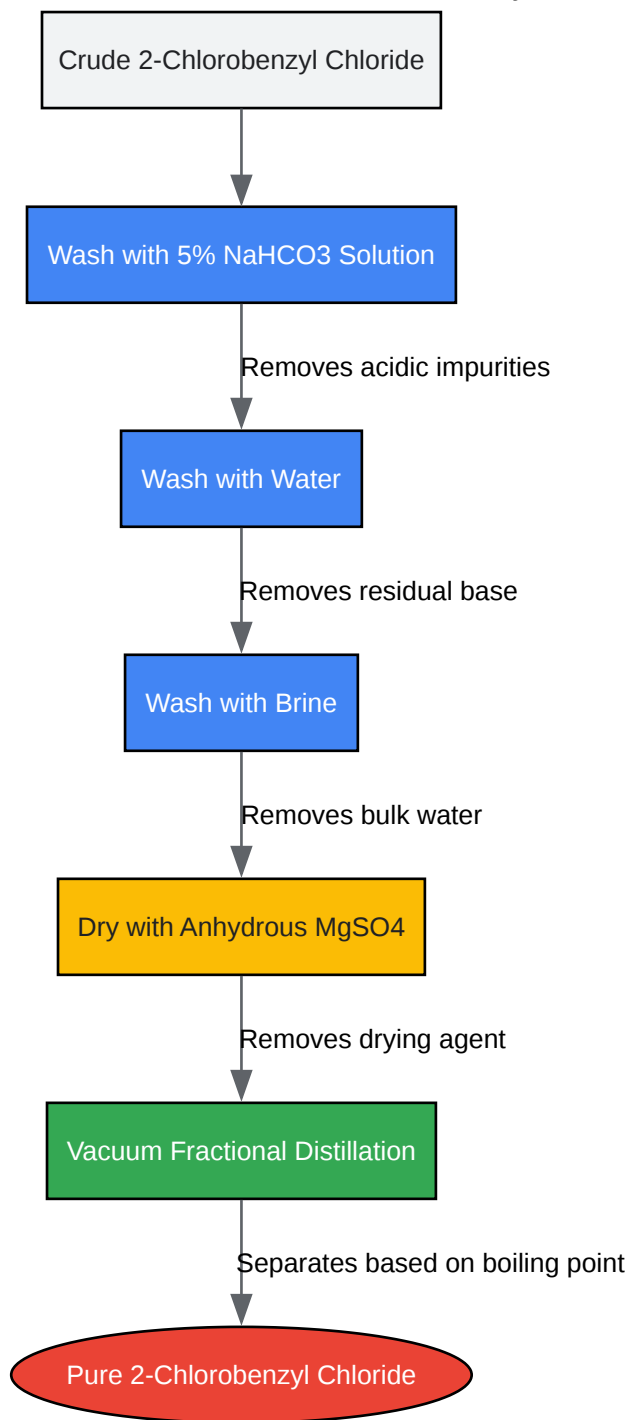 Crude 2-Chlorobenzyl Chloride
Wash with 5% NaHCO3 Solution
Removes acidic impurities
Wash with Water
Removes residual base
Wash with Brine
Removes bulk water
Dry with Anhydrous MgSO4
Removes drying agent
Vacuum Fractional Distillation
Separates based on boiling point
Pure 2-Chlorobenzyl Chloride